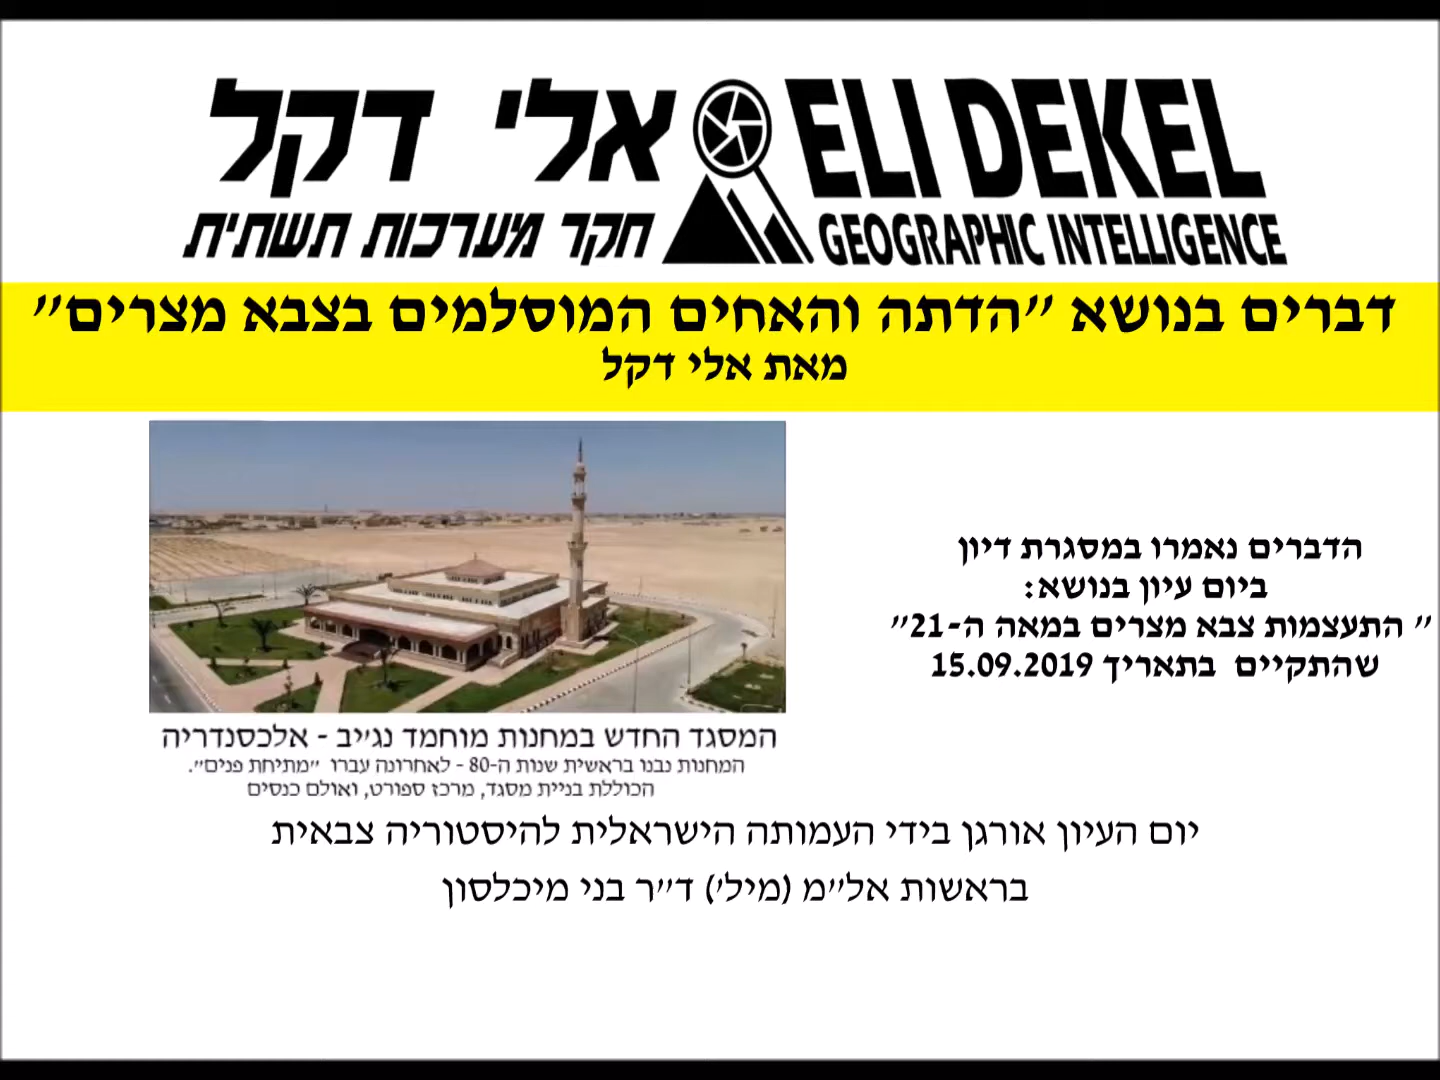 אלי דקל
ELI DEKEL
חקר מערכות תשתית
GEOGRAPHIC INTELLIGENCE
דברים בנושא "הדתה והאחים המוסלמים בצבא מצרים"
מאת אלי דקל
הדברים נאמרו במסגרת דיון
ביום עיון בנושא:
" התעצמות צבא מצרים במאה ה-21"
שהתקיים בתאריך 15.09.2019
המסגד החדש במחנות מוחמד נג'יב - אלכסנדריה
המחנות נבנו בראשית שנות ה-80 - לאחרונה עברו "מתיחת פנים".
הכוללת בניית מסגד, מרכז ספורט, ואולם כנסים
יום העיון אורגן בידי העמותה הישראלית להיסטוריה צבאית
בראשות אל"מ (מיל') ד"ר בני מיכלסון